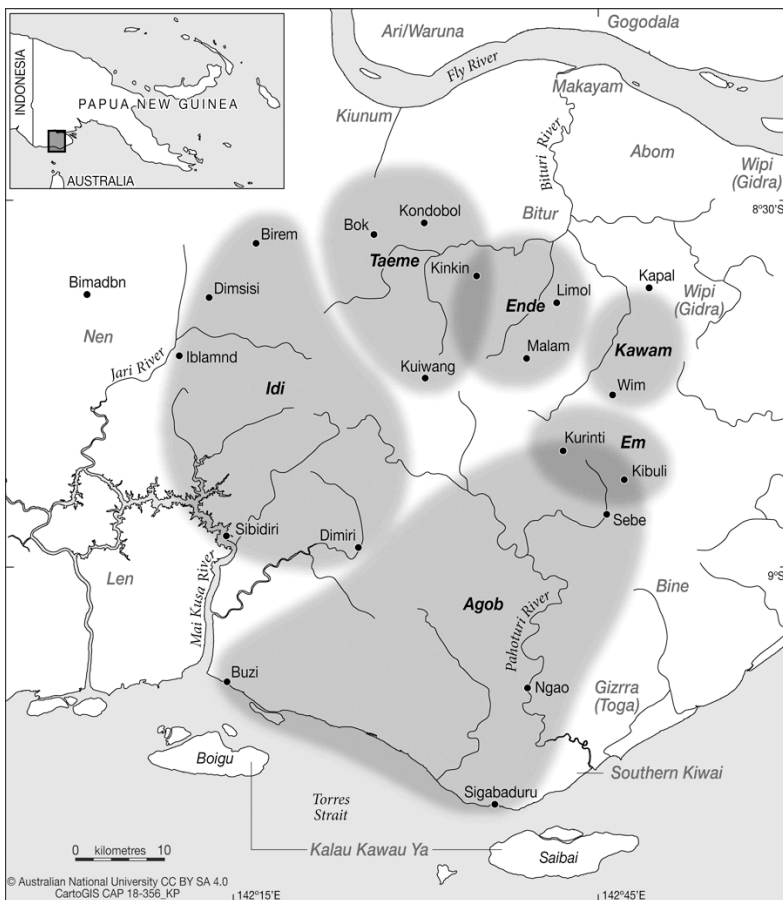 INDONESIA
PAPUA NEW GUINEA
AUSTRALIA
Ari/Waruna
Gogodala
Fly River
Makayam
Kiunum
Bituri River
Abom
Wipi
(Gidra)
8°30'S
Bitur
Bok
Kondobol
Birem
Taeme
Kinkin
Kapal
Bimadbn
Dimsisi
Ende
Limol
Wipi
(Gidra)
Nen
Jari River
Iblamnd
Malam
Kawam
Kuiwang
Idi
Wim
Kurinti
Em
Kibuli
Sebe
Sibidiri
Dimiri
9°S
Len
Mai Kusa River
Agob
Pahoturi River
Bine
Buzi
Ngao
Gizrra
(Toga)
Boigu
Southern Kiwai
Torres
Strait
Sigabaduru
0 kilometres 10
Kalau Kawau Ya
Saibai
© Australian National University CC BY SA 4.0
CartoGIS CAP 18-356_KP
142°15'E
142°45'E